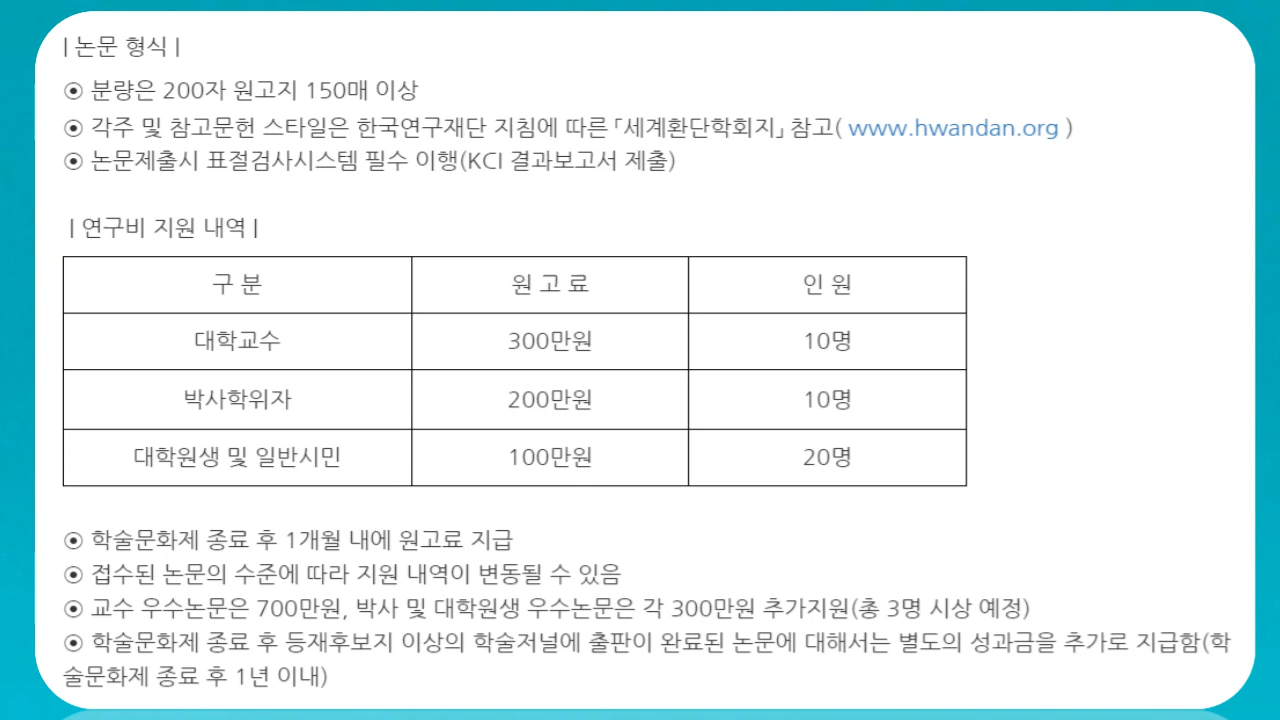 | 논문 형식 |
⦿ 분량은 200자 원고지 150매 이상
⦿ 각주 및 참고문헌 스타일은 한국연구재단 지침에 따른 「세계환단학회지」 참고( www.hwandan.org )
⦿ 논문제출시 표절검사시스템 필수 이행(KCI 결과보고서 제출)
| 연구비 지원 내역 |
구 분 원 고 료 인 원
대학교수 300만원 10명
박사학위자 200만원 10명
대학원생 및 일반시민 100만원 20명
⦿ 학술문화제 종료 후 1개월 내에 원고료 지급
⦿ 접수된 논문의 수준에 따라 지원 내역이 변동될 수 있음
⦿ 교수 우수논문은 700만원, 박사 및 대학원생 우수논문은 각 300만원 추가지원(총 3명 시상 예정)
⦿ 학술문화제 종료 후 등재후보지 이상의 학술저널에 출판이 완료된 논문에 대해서는 별도의 성과금을 추가로 지급함(학
술문화제 종료 후 1년 이내)